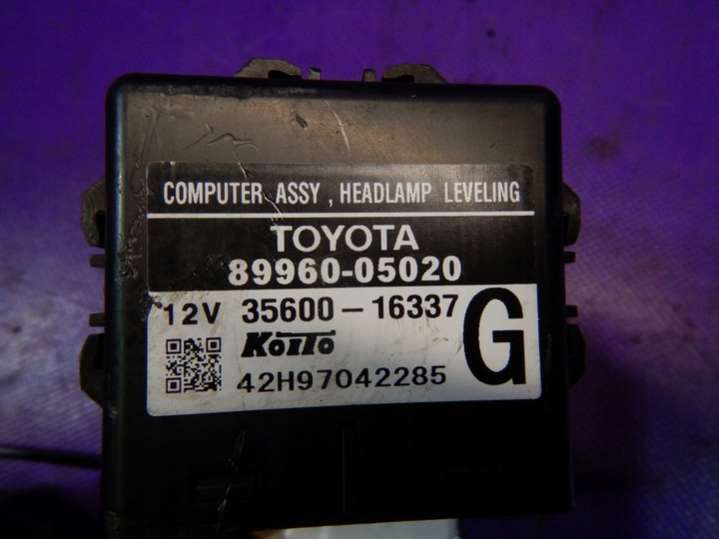 COMPUTER ASSY , HEADLAMP LEVELING
TOYOTA
89960-05020
12V 35600-16337
G
KoiTo
42H97042285